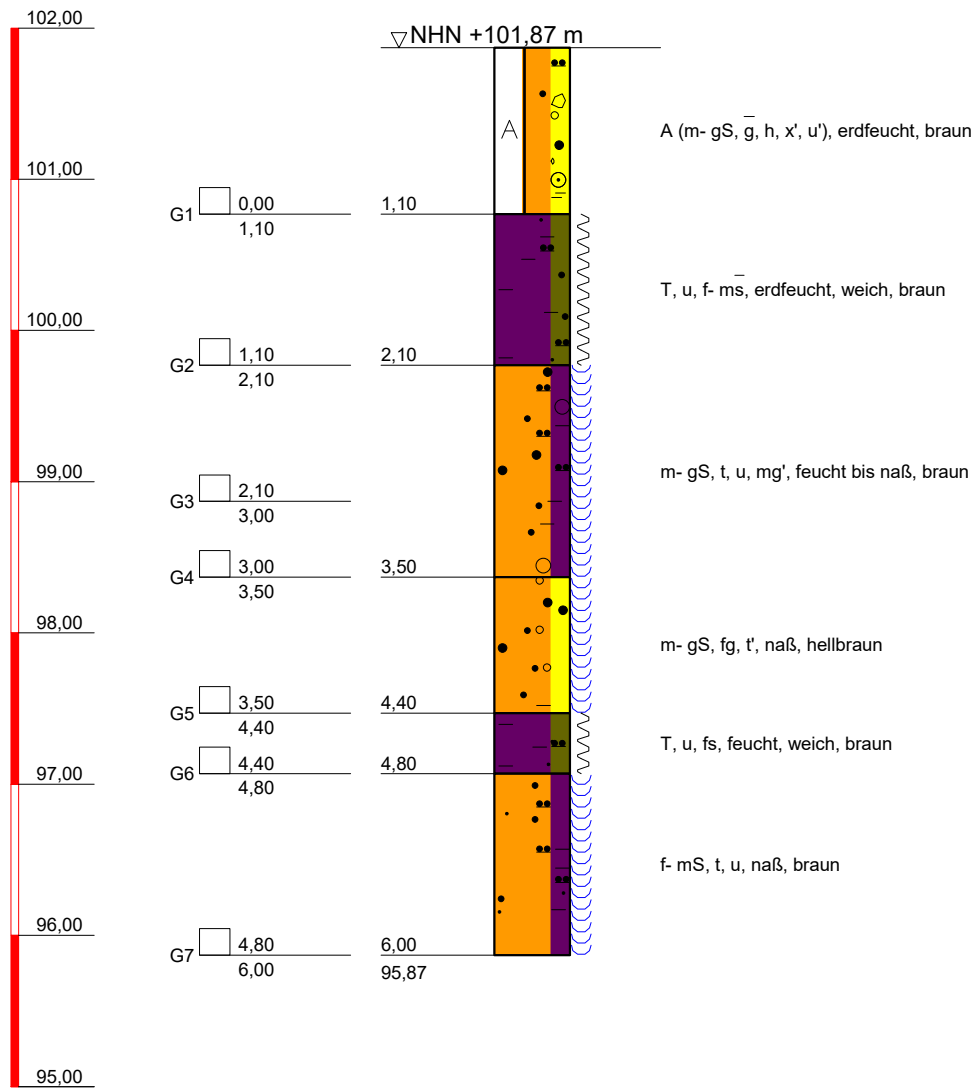 102,00
NHN +101,87 m
A
A (m- gS, g̅, h, x', u'), erdfeucht, braun
101,00
G1 0,00 1,10
1,10
T, u, f- ms̅, erdfeucht, weich, braun
100,00
G2 1,10 2,10
2,10
m- gS, t, u, mg', feucht bis naß, braun
99,00
G3 2,10
3,00
G4 3,00 3,50
3,50
98,00
m- gS, fg, t', naß, hellbraun
G5 3,50 4,40
4,40
T, u, fs, feucht, weich, braun
G6 4,40 4,80
97,00
4,80
f- mS, t, u, naß, braun
96,00
G7 4,80 6,00
6,00 95,87
95,00